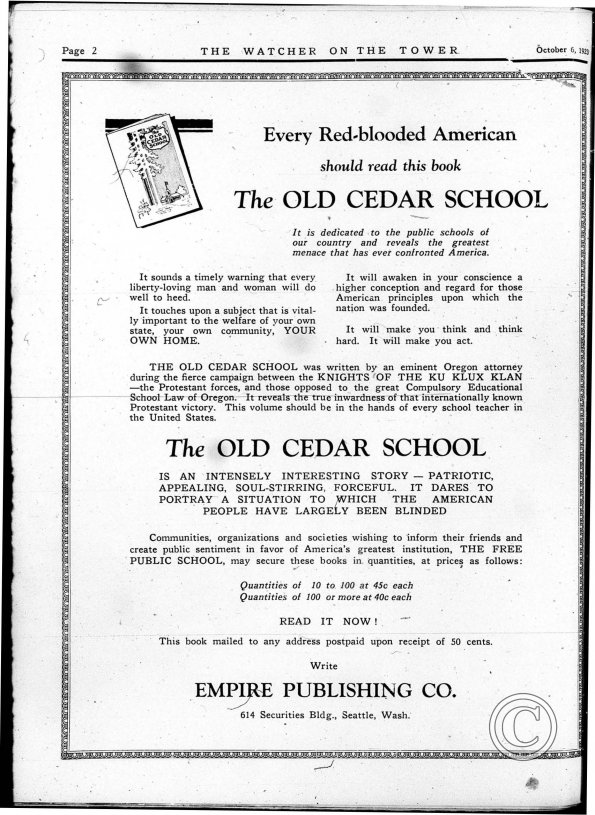 Page 2
THE WATCHER ON THE TOWER
October 6, 1923
OLD
CEDAR
SCHOOL
Every Red-blooded American
should read this book
The OLD CEDAR SCHOOL
It is dedicated to the public schools of
our country and reveals the greatest
menace that has ever confronted America.
It sounds a timely warning that every
liberty-loving man and woman will do
well to heed.
It touches upon a subject that is vital-
ly important to the welfare of your own
state, your own community, YOUR
OWN HOME.
It will awaken in your conscience a
higher conception and regard for those
American principles upon which the
nation was founded.
It will make you think and think
hard. It will make you act.
THE OLD CEDAR SCHOOL was written by an eminent Oregon attorney
during the fierce campaign between the KNIGHTS OF THE KU KLUX KLAN
—the Protestant forces, and those opposed to the great Compulsory Educational
School Law of Oregon. It reveals the true inwardness of that internationally known
Protestant victory. This volume should be in the hands of every school teacher in
the United States.
The OLD CEDAR SCHOOL
IS AN INTENSELY INTERESTING STORY — PATRIOTIC,
APPEALING, SOUL-STIRRING, FORCEFUL. IT DARES TO
PORTRAY A SITUATION TO WHICH THE AMERICAN
PEOPLE HAVE LARGELY BEEN BLINDED
Communities, organizations and societies wishing to inform their friends and
create public sentiment in favor of America's greatest institution, THE FREE
PUBLIC SCHOOL, may secure these books in quantities, at prices as follows:
Quantities of 10 to 100 at 45c each
Quantities of 100 or more at 40c each
READ IT NOW!
This book mailed to any address postpaid upon receipt of 50 cents.
Write
EMPIRE PUBLISHING CO.
614 Securities Bldg., Seattle, Wash.
©